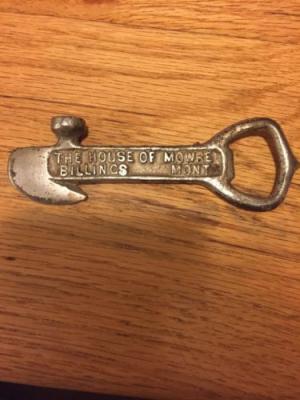 THE HOUSE OF MOWRE
BILLINGS MONT